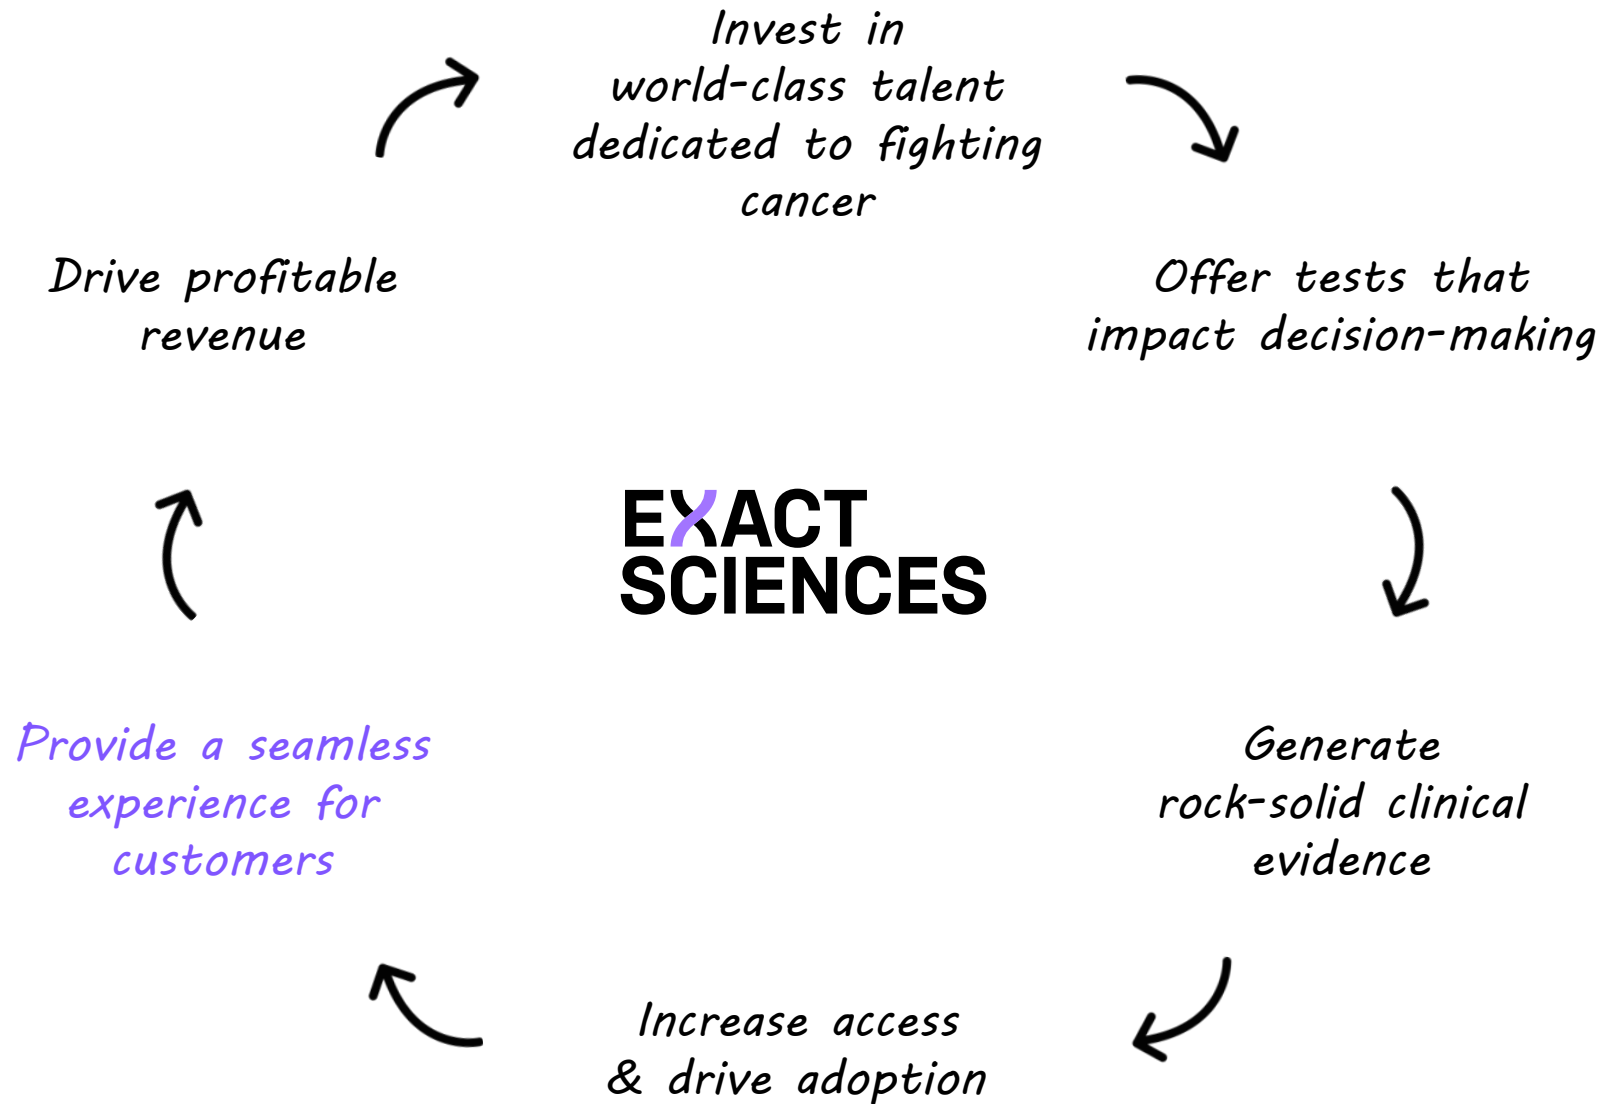 Invest in
world-class talent
dedicated to fighting
cancer
Offer tests that
impact decision-making
Generate
rock-solid clinical
evidence
Increase access
& drive adoption
Provide a seamless
experience for
customers
Drive profitable
revenue
EXACT
SCIENCES